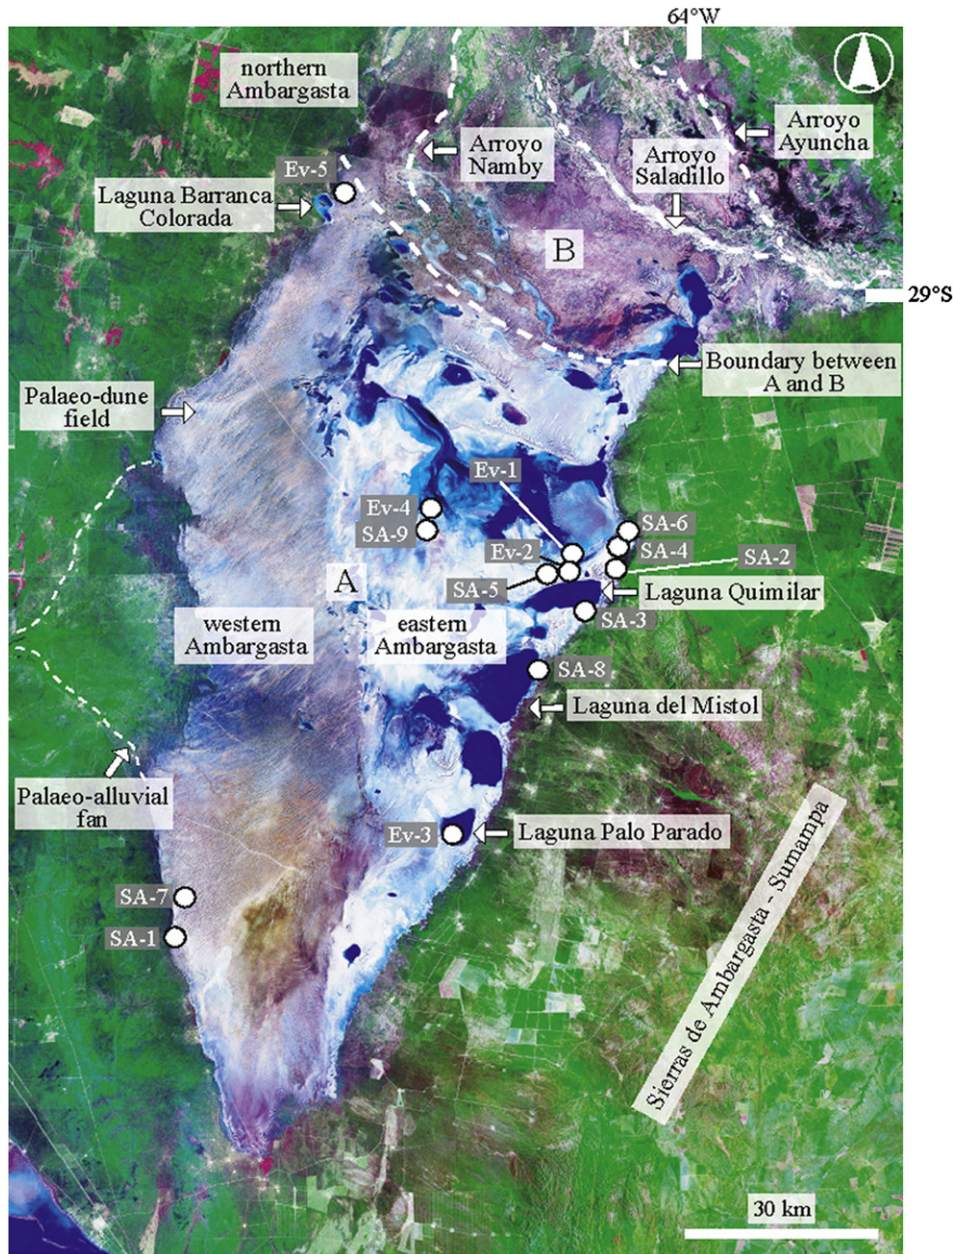 64°W
northern
Ambargasta
Arroyo
Namby
Arroyo
Saladillo
Arroyo
Ayuncha
Ev-5
Laguna Barranca
Colorada
B
29°S
Boundary between
A and B
Palaeo-dune
field
Ev-1
Ev-4
SA-9
Ev-2
SA-5
SA-6
SA-4
SA-2
A
Laguna Quimilar
SA-3
western
Ambargasta
eastern
Ambargasta
SA-8
Laguna del Mistol
Palaeo-alluvial
fan
Ev-3
Laguna Palo Parado
SA-7
SA-1
Sierras de Ambargasta - Sumampa
30 km